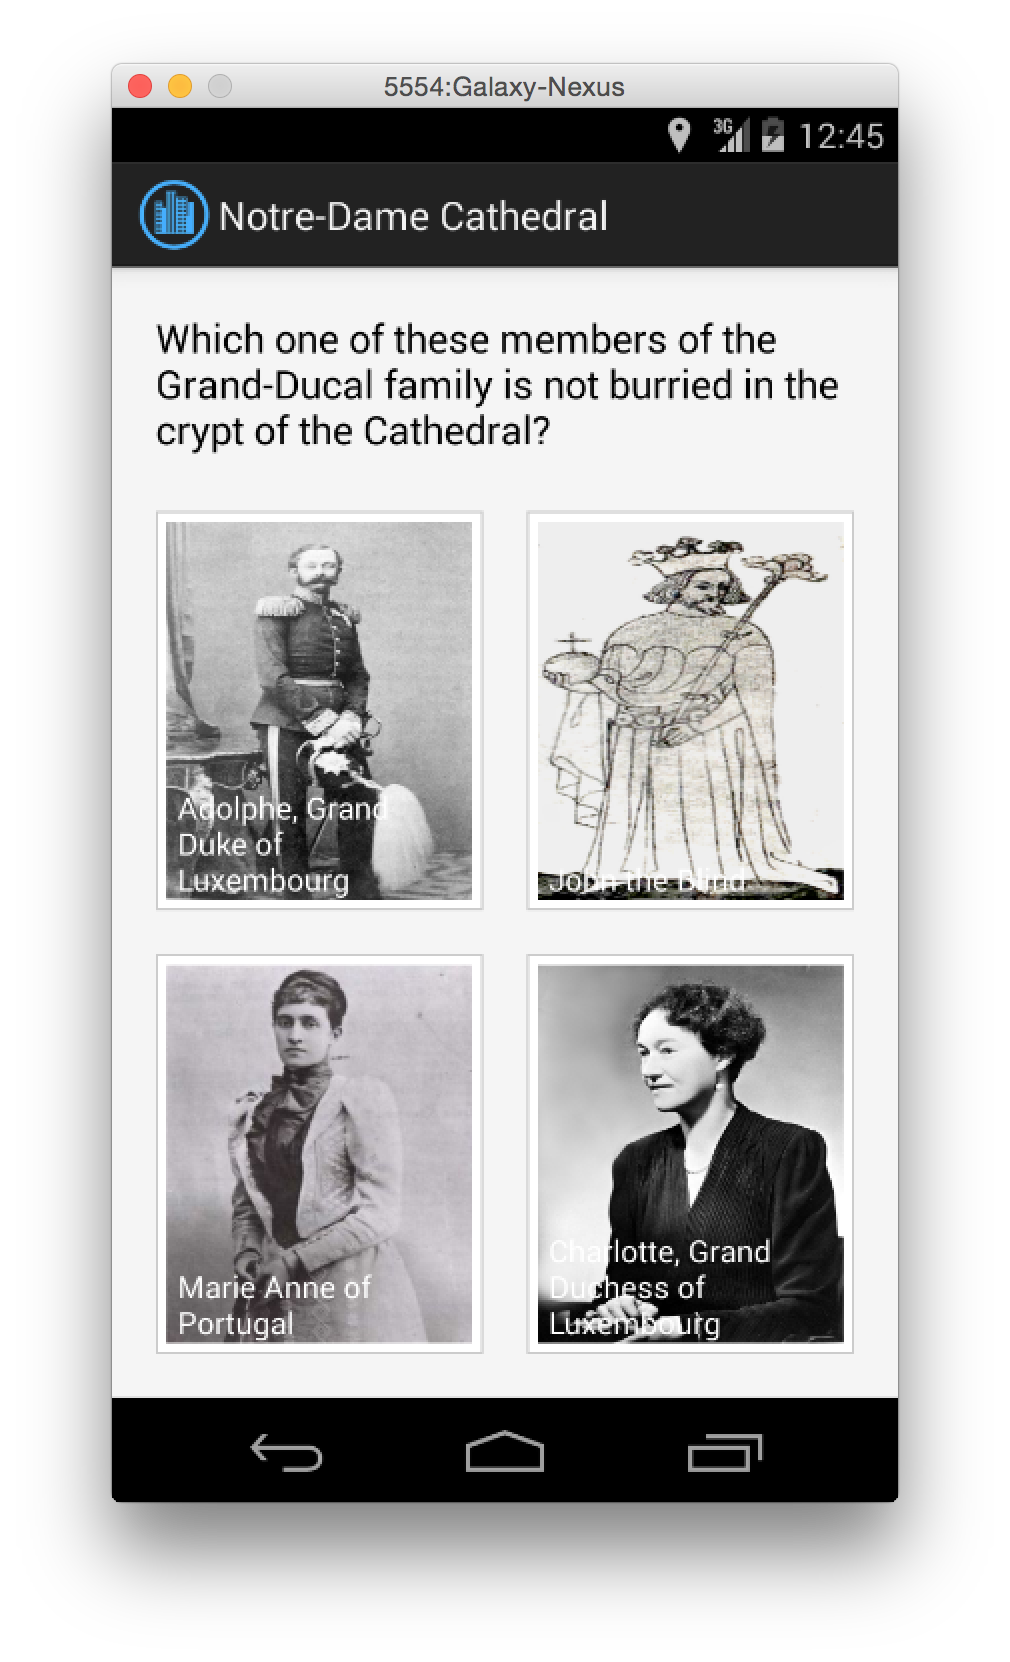 5554:Galaxy-Nexus
3G 12:45
Notre-Dame Cathedral
Which one of these members of the
Grand-Ducal family is not burried in the
crypt of the Cathedral?
Adolphe, Grand
Duke of
Luxembourg
John the Blind
Marie Anne of
Portugal
Charlotte, Grand
Duchess of
Luxembourg